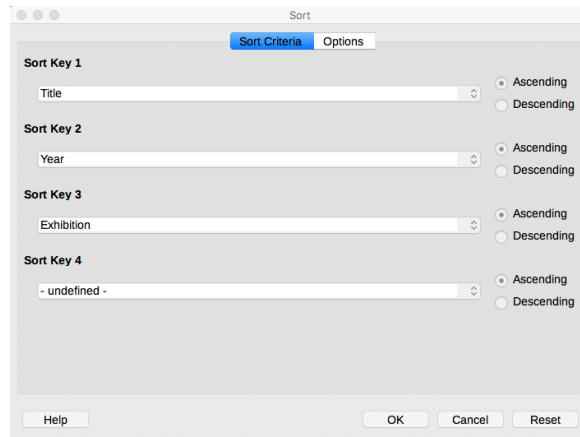 Sort
Sort Criteria Options
Sort Key 1
Title
Ascending
Descending
Sort Key 2
Year
Ascending
Descending
Sort Key 3
Exhibition
Ascending
Descending
Sort Key 4
- undefined -
Ascending
Descending
Help OK Cancel Reset